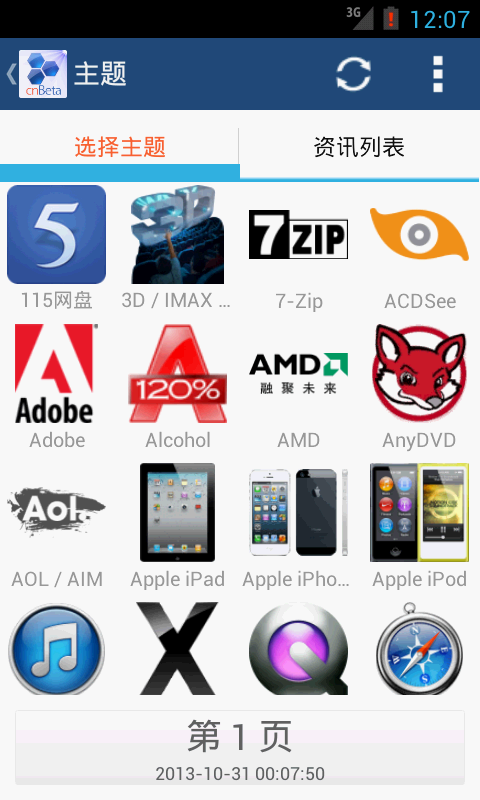 3G
12:07
cnBeta
主题
选择主题
资讯列表
5
3D
7ZIP
115网盘
3D / IMAX ...
7-Zip
ACDSee
Adobe
120%
AMD
融聚未来
Adobe
Alcohol
AMD
AnyDVD
Aol.
AOL / AIM
Apple iPad
Apple iPho...
Apple iPod
X
第 1 页
2013-10-31 00:07:50